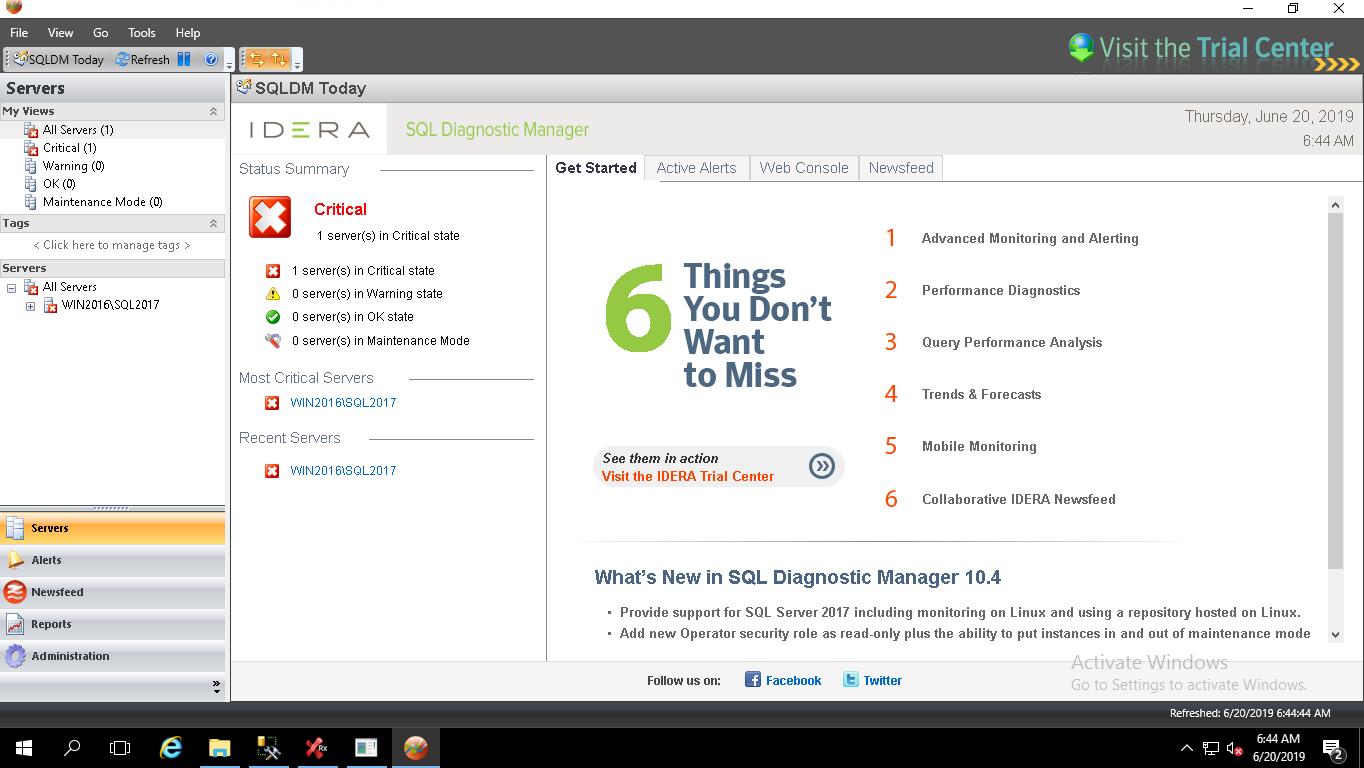 File View Go Tools Help
SQLDM Today Refresh
Visit the Trial Center
Servers
My Views
All Servers (1)
Critical (1)
Warning (0)
OK (0)
Maintenance Mode (0)
Tags
< Click here to manage tags >
Servers
All Servers
WIN2016\SQL2017
Servers
Alerts
Newsfeed
Reports
Administration
SQLDM Today
IDERA SQL Diagnostic Manager
Thursday, June 20, 2019
6:44 AM
Status Summary
Critical
1 server(s) in Critical state
1 server(s) in Critical state
0 server(s) in Warning state
0 server(s) in OK state
0 server(s) in Maintenance Mode
Most Critical Servers
WIN2016\SQL2017
Recent Servers
WIN2016\SQL2017
Get Started Active Alerts Web Console Newsfeed
6 Things
You Don't
Want
to Miss
See them in action
Visit the IDERA Trial Center
1 Advanced Monitoring and Alerting
2 Performance Diagnostics
3 Query Performance Analysis
4 Trends & Forecasts
5 Mobile Monitoring
6 Collaborative IDERA Newsfeed
What's New in SQL Diagnostic Manager 10.4
• Provide support for SQL Server 2017 including monitoring on Linux and using a repository hosted on Linux.
• Add new Operator security role as read-only plus the ability to put instances in and out of maintenance mode
Follow us on: Facebook Twitter
Activate Windows
Go to Settings to activate Windows.
Refreshed: 6/20/2019 6:44:44 AM
Rx
6:44 AM
6/20/2019
2